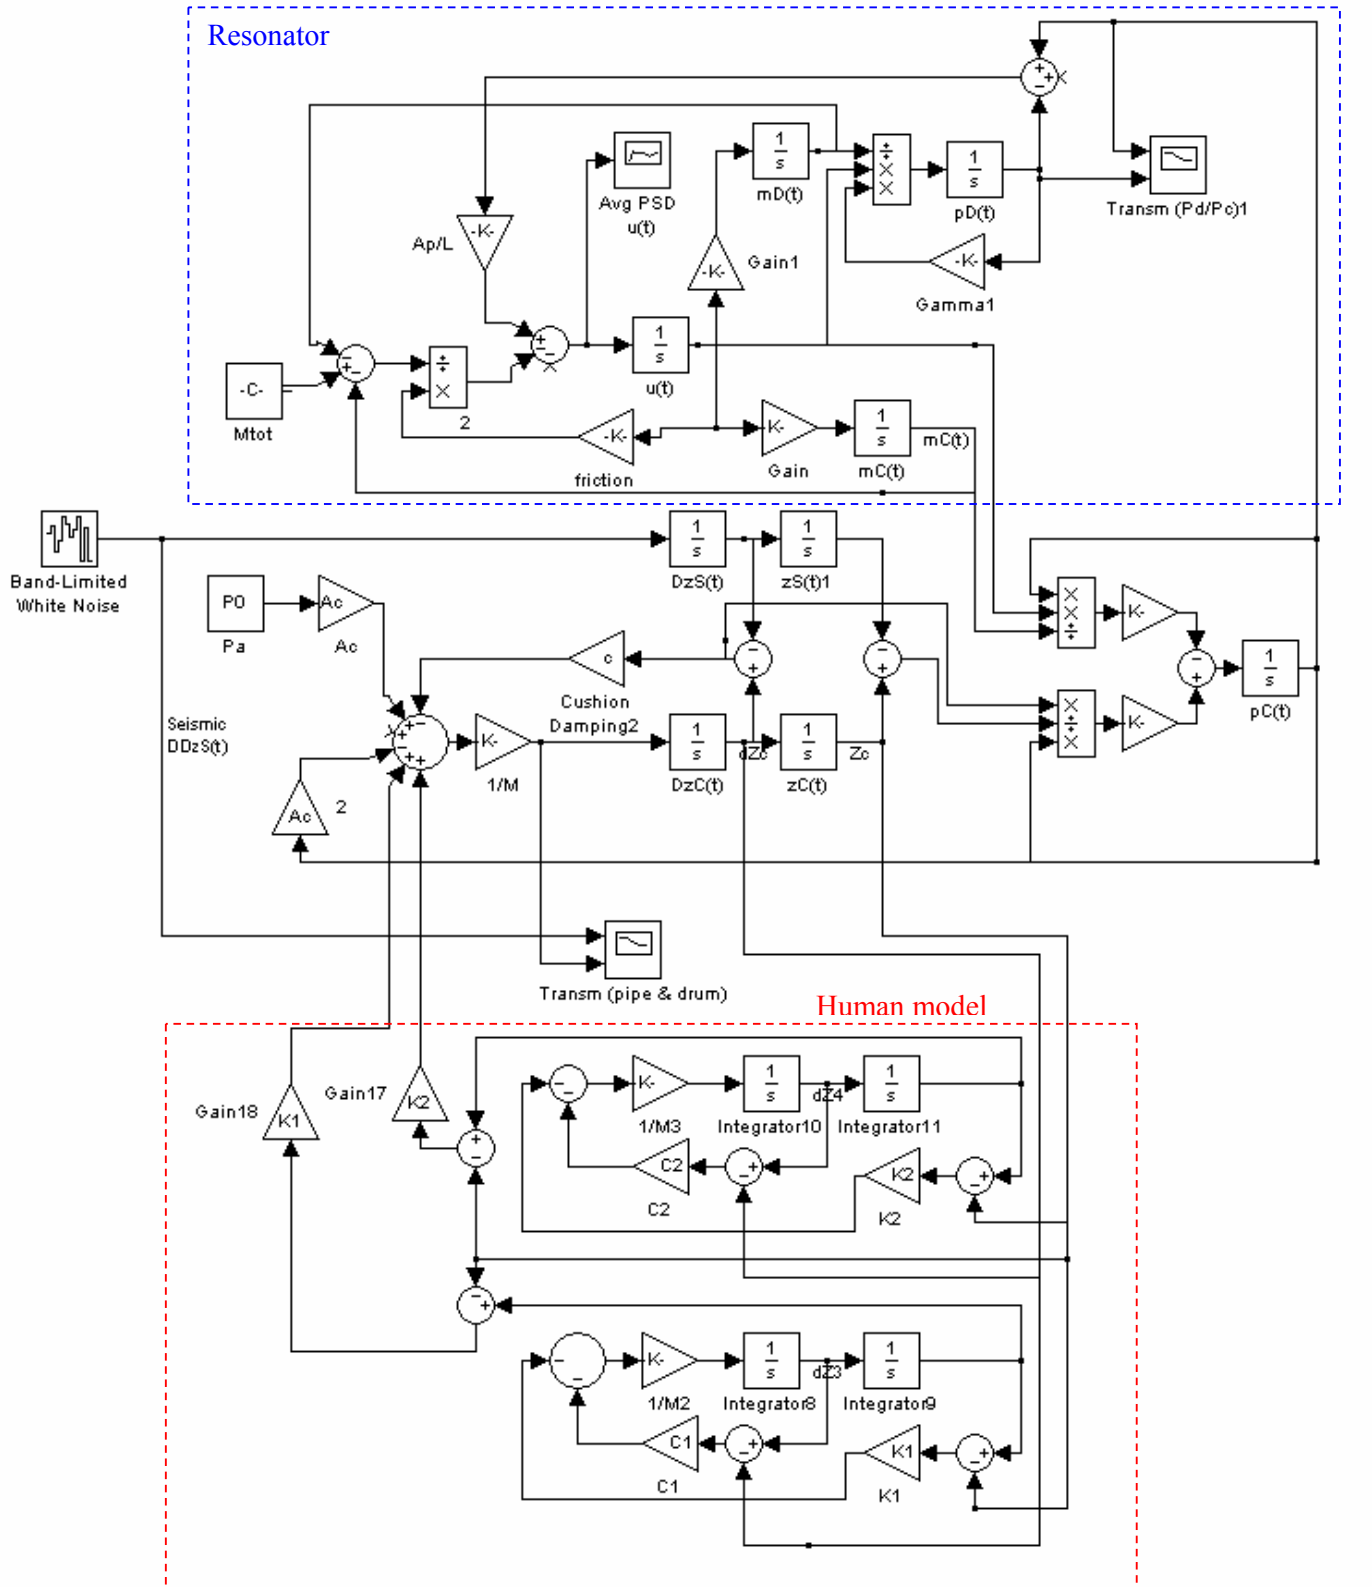 Resonator
+
+
−
1
s
mD(t)
÷
×
×
1
s
pD(t)
Transm (Pd/Pc)1
Avg PSD
u(t)
-K-
Ap/L
-K-
Gain1
-K-
Gamma1
−
+
−
÷
×
2
+
−
1
s
u(t)
-C-
Mtot
-K-
friction
K-
Gain
1
s
mC(t)
mC(t)
Band-Limited
White Noise
1
s
DzS(t)
1
s
zS(t)1
P0
Pa
Ac
Ac
×
×
÷
K-
c
Cushion
Damping2
−
+
−
+
−
+
1
s
pC(t)
Seismic
DDzS(t)
+
−
+
−
+
+
K-
1/M
1
s
DzC(t)
dZc
1
s
zC(t)
Zc
×
÷
×
K-
Ac
2
Transm (pipe & drum)
Human model
K1
Gain18
K2
Gain17
+
−
−
−
K-
1/M3
1
s
Integrator10
dZ4
1
s
Integrator11
C2
C2
−
+
K2
K2
−
+
−
+
−
−
K-
1/M2
1
s
Integrator8
dZ3
1
s
Integrator9
C1
C1
−
+
K1
K1
−
+